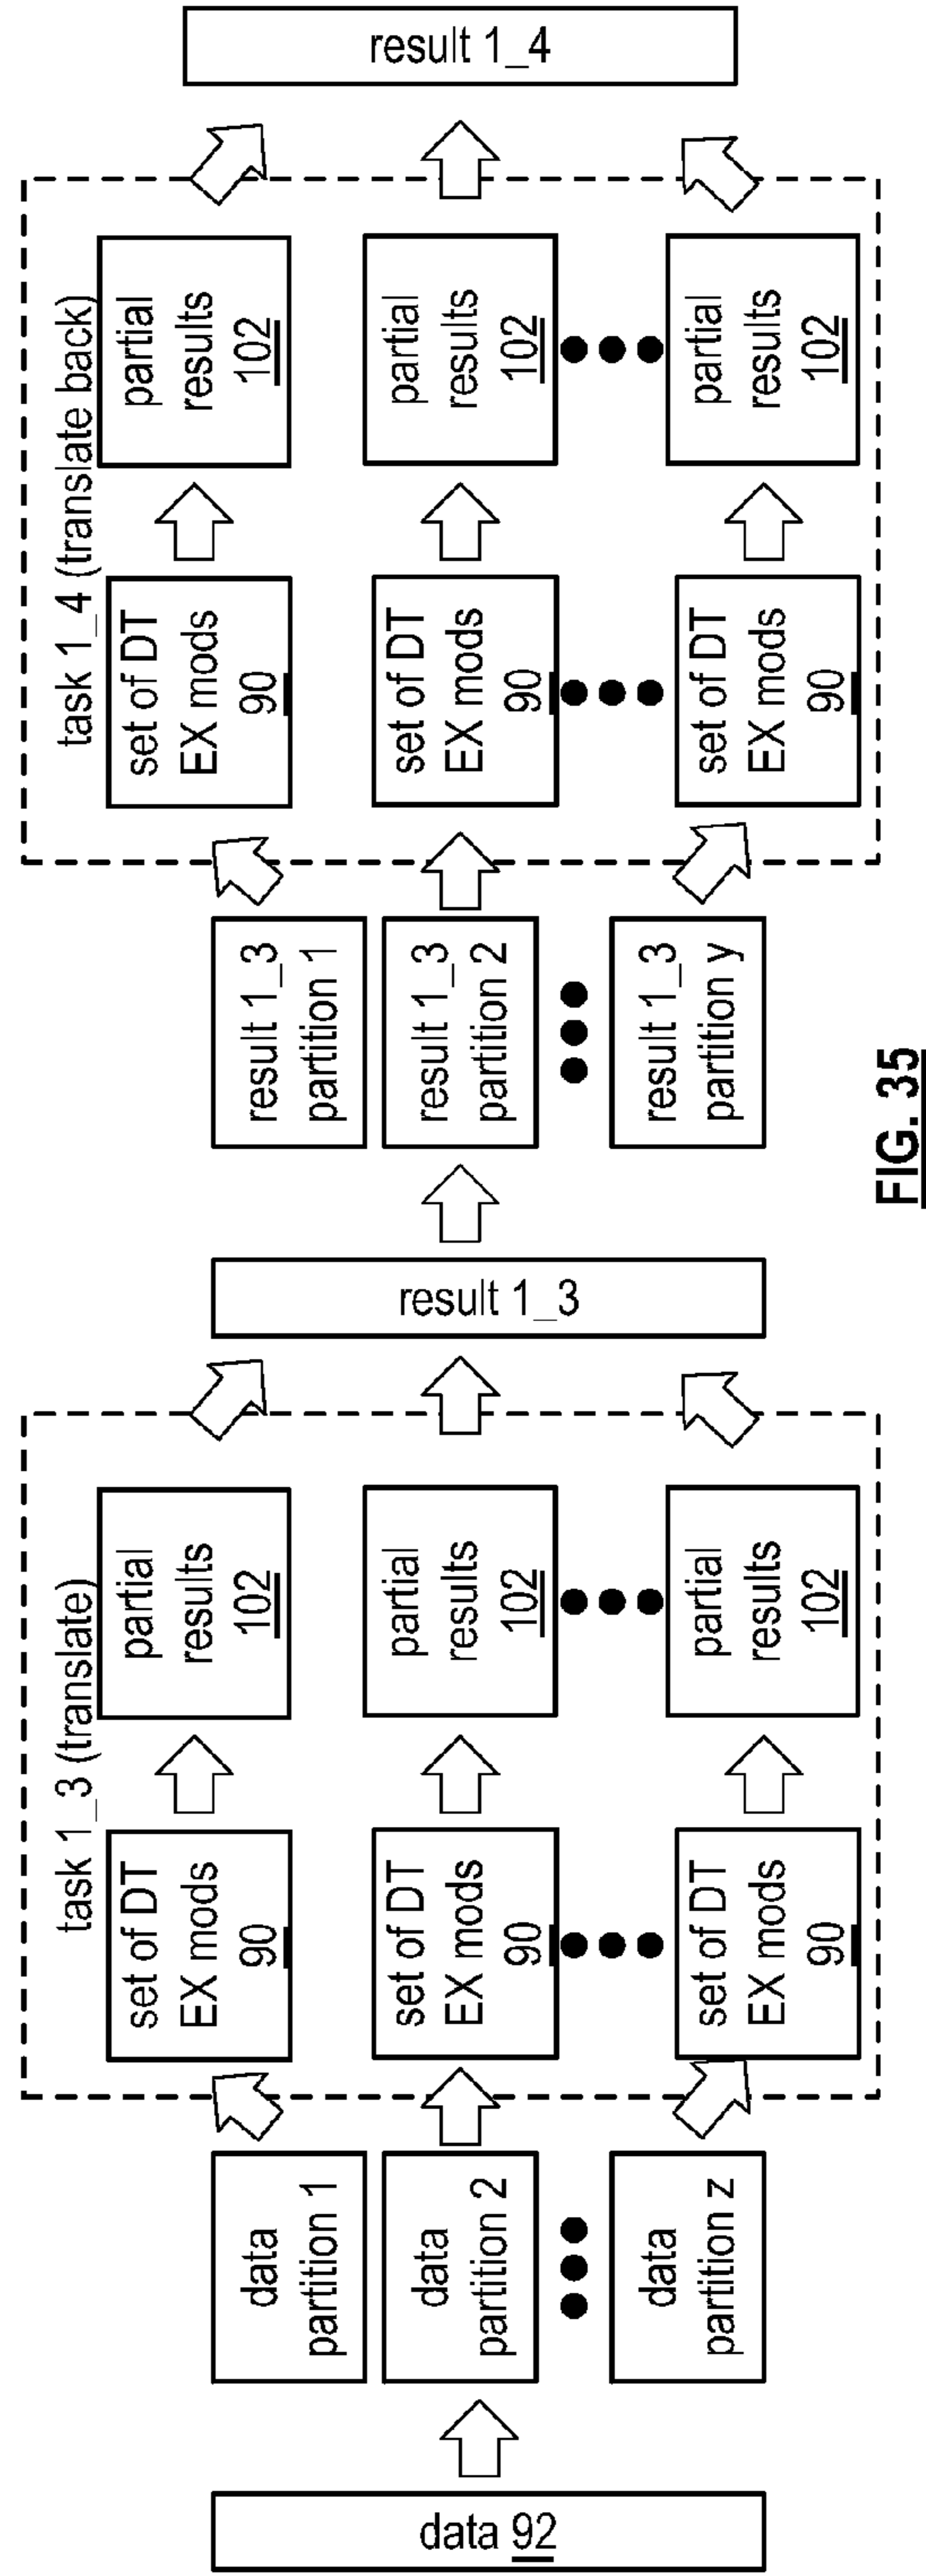 data 92
data
partition 1
data
partition 2
data
partition z
task 1_3 (translate)
set of DT
EX mods
90
partial
results
102
set of DT
EX mods
90
partial
results
102
set of DT
EX mods
90
partial
results
102
result 1_3
result 1_3
partition 1
result 1_3
partition 2
result 1_3
partition y
task 1_4 (translate back)
set of DT
EX mods
90
partial
results
102
set of DT
EX mods
90
partial
results
102
set of DT
EX mods
90
partial
results
102
result 1_4
FIG. 35